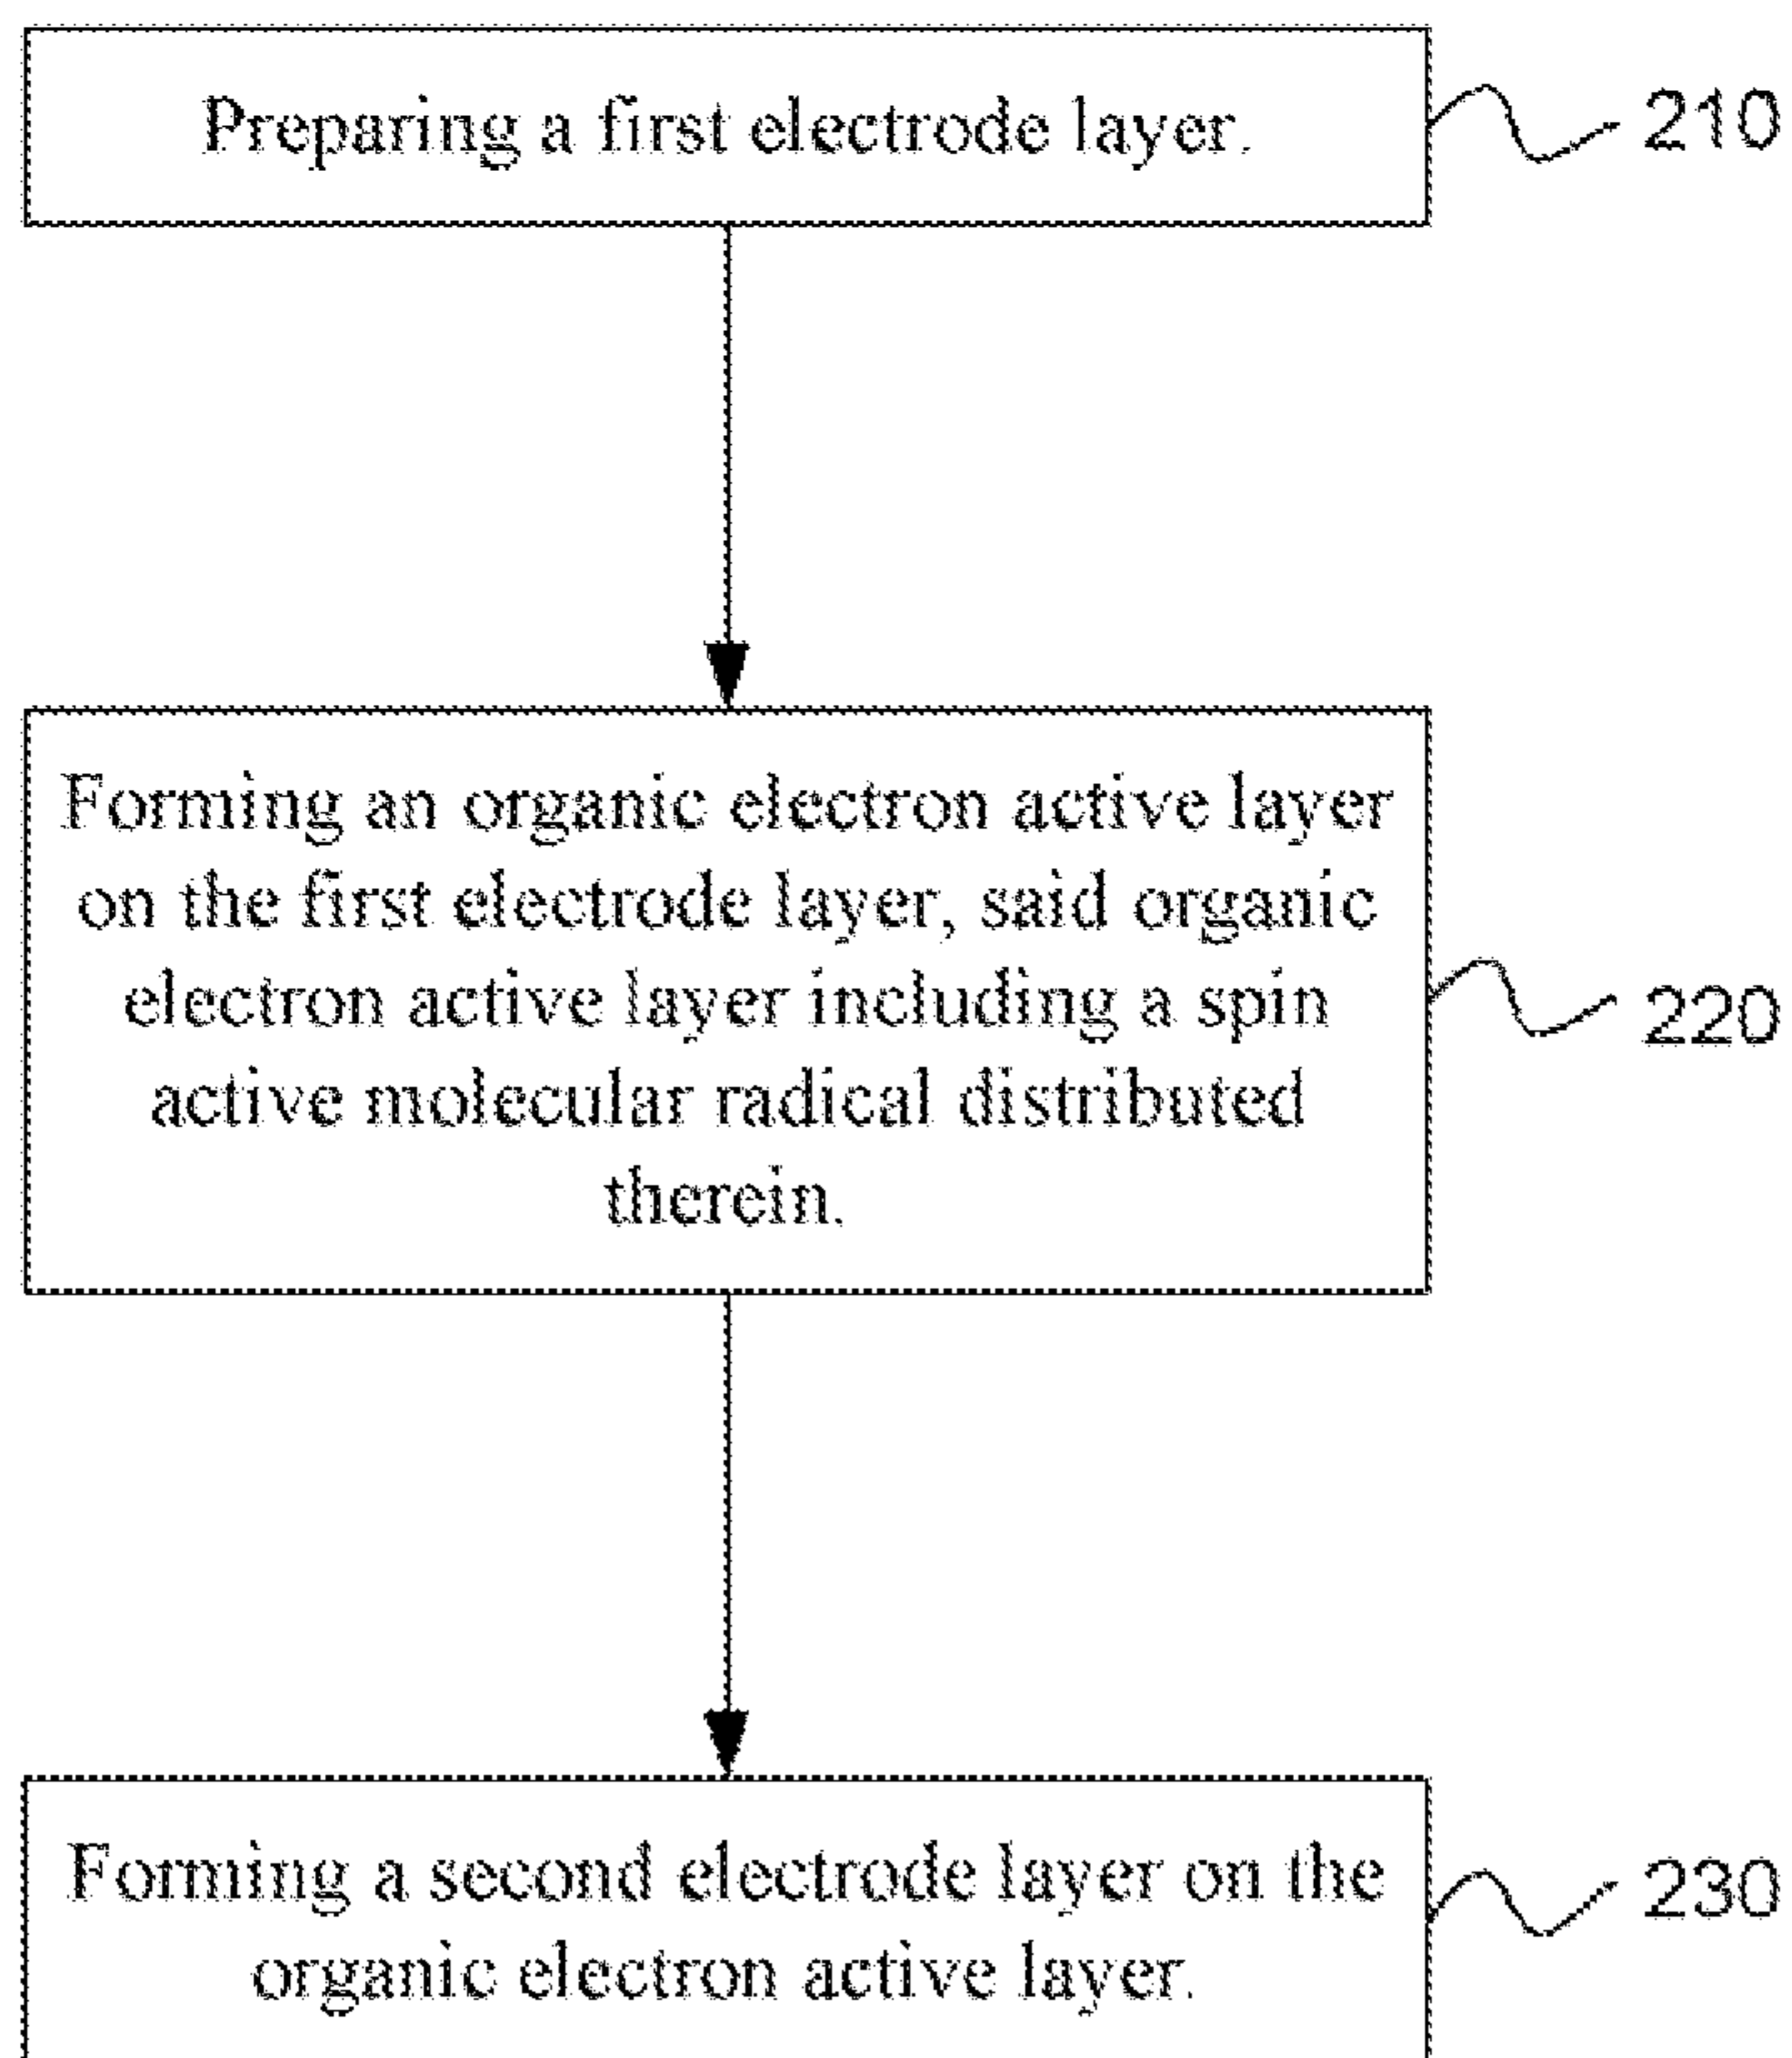 Preparing a first electrode layer.
210
Forming an organic electron active layer
on the first electrode layer, said organic
electron active layer including a spin
active molecular radical distributed
therein.
220
Forming a second electrode layer on the
organic electron active layer.
230